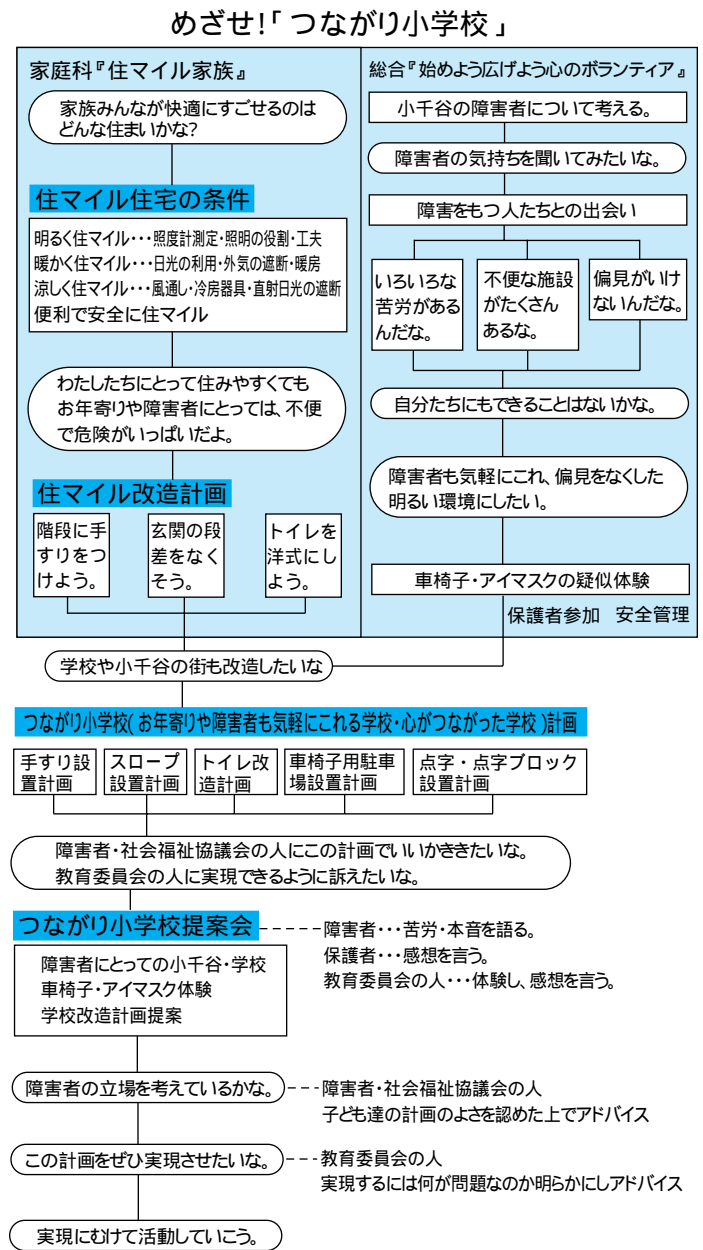 めざせ!「つながり小学校」
家庭科『住マイル家族』
家族みんなが快適にすごせるのは
どんな住まいかな?
住マイル住宅の条件
明るく住マイル・・・照度計測定・照明の役割・工夫
暖かく住マイル・・・日光の利用・外気の遮断・暖房
涼しく住マイル・・・風通し・冷房器具・直射日光の遮断
便利で安全に住マイル
わたしたちにとって住みやすくても
お年寄りや障害者にとっては、不便
で危険がいっぱいだよ。
住マイル改造計画
階段に手
すりをつ
けよう。
玄関の段
差をなく
そう。
トイレを
洋式にし
よう。
総合『始めよう広げよう心のボランティア』
小千谷の障害者について考える。
障害者の気持ちを聞いてみたいな。
障害をもつ人たちとの出会い
いろいろな
苦労がある
んだな。
不便な施設
がたくさん
あるな。
偏見がいけ
ないんだな。
自分たちにもできることはないかな。
障害者も気軽にこれ、偏見をなくした
明るい環境にしたい。
車椅子・アイマスクの疑似体験
保護者参加 安全管理
学校や小千谷の街も改造したいな
つながり小学校(お年寄りや障害者も気軽にこれる学校・心がつながった学校)計画
手すり設
置計画
スロープ
設置計画
トイレ改
造計画
車椅子用駐車
場設置計画
点字・点字ブロック
設置計画
障害者・社会福祉協議会の人にこの計画でいいかききたいな。
教育委員会の人に実現できるように訴えたいな。
つながり小学校提案会
障害者・・・苦労・本音を語る。
保護者・・・感想を言う。
教育委員会の人・・・体験し、感想を言う。
障害者にとっての小千谷・学校
車椅子・アイマスク体験
学校改造計画提案
障害者の立場を考えているかな。
障害者・社会福祉協議会の人
子ども達の計画のよさを認めた上でアドバイス
この計画をぜひ実現させたいな。
教育委員会の人
実現するには何が問題なのか明らかにしアドバイス
実現にむけて活動していこう。